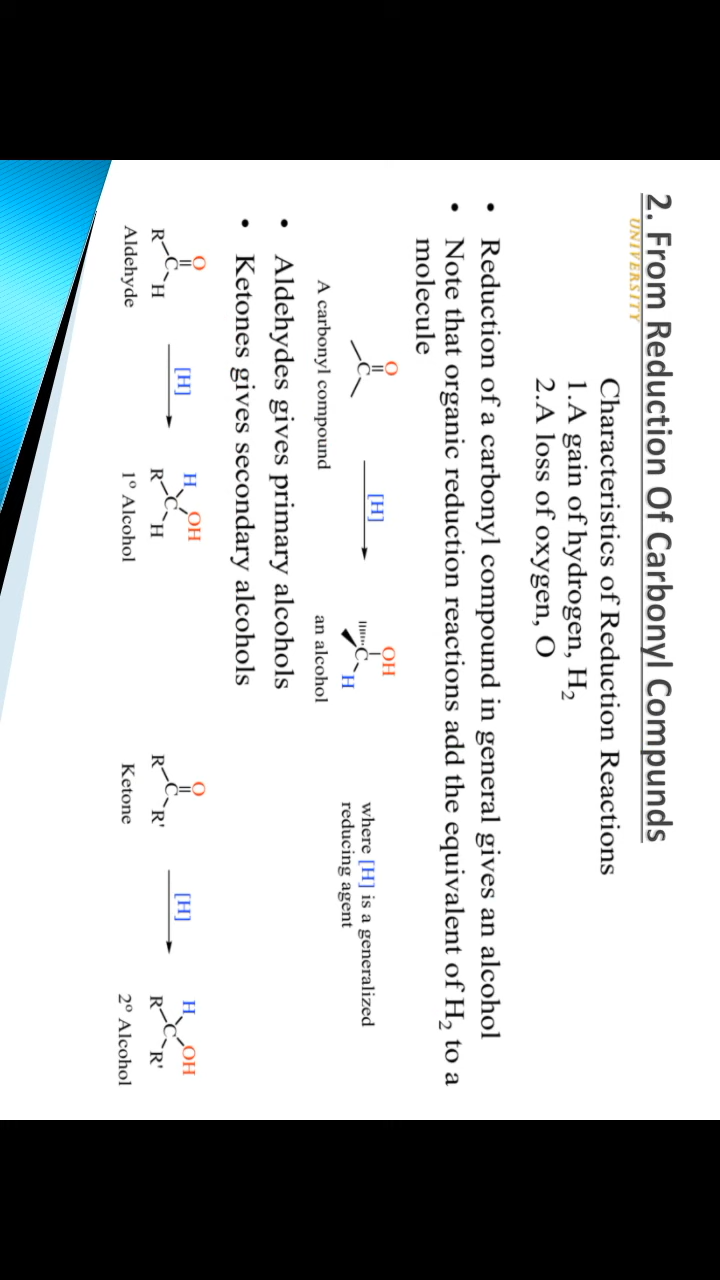 2. From Reduction Of Carbonyl Compunds
UNIVERSITY
Characteristics of Reduction Reactions
1.A gain of hydrogen, H₂
2.A loss of oxygen, O
• Reduction of a carbonyl compound in general gives an alcohol
• Note that organic reduction reactions add the equivalent of H₂ to a
molecule
O
C
[H]
OH
C
H
where [H] is a generalized
reducing agent
A carbonyl compound
an alcohol
• Aldehydes gives primary alcohols
• Ketones gives secondary alcohols
O
R C H
[H]
H OH
R C H
O
R C R'
[H]
H OH
R C R'
Aldehyde
1° Alcohol
Ketone
2° Alcohol